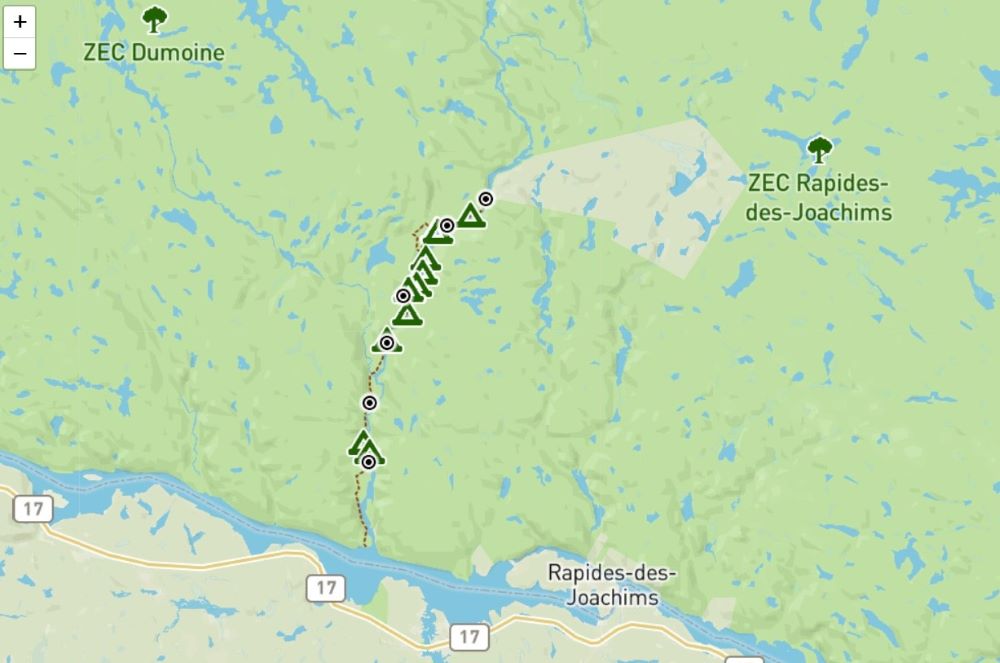 +
−
ZEC Dumoine
ZEC Rapides-
des-Joachims
17
17
Rapides-des-
Joachims
17